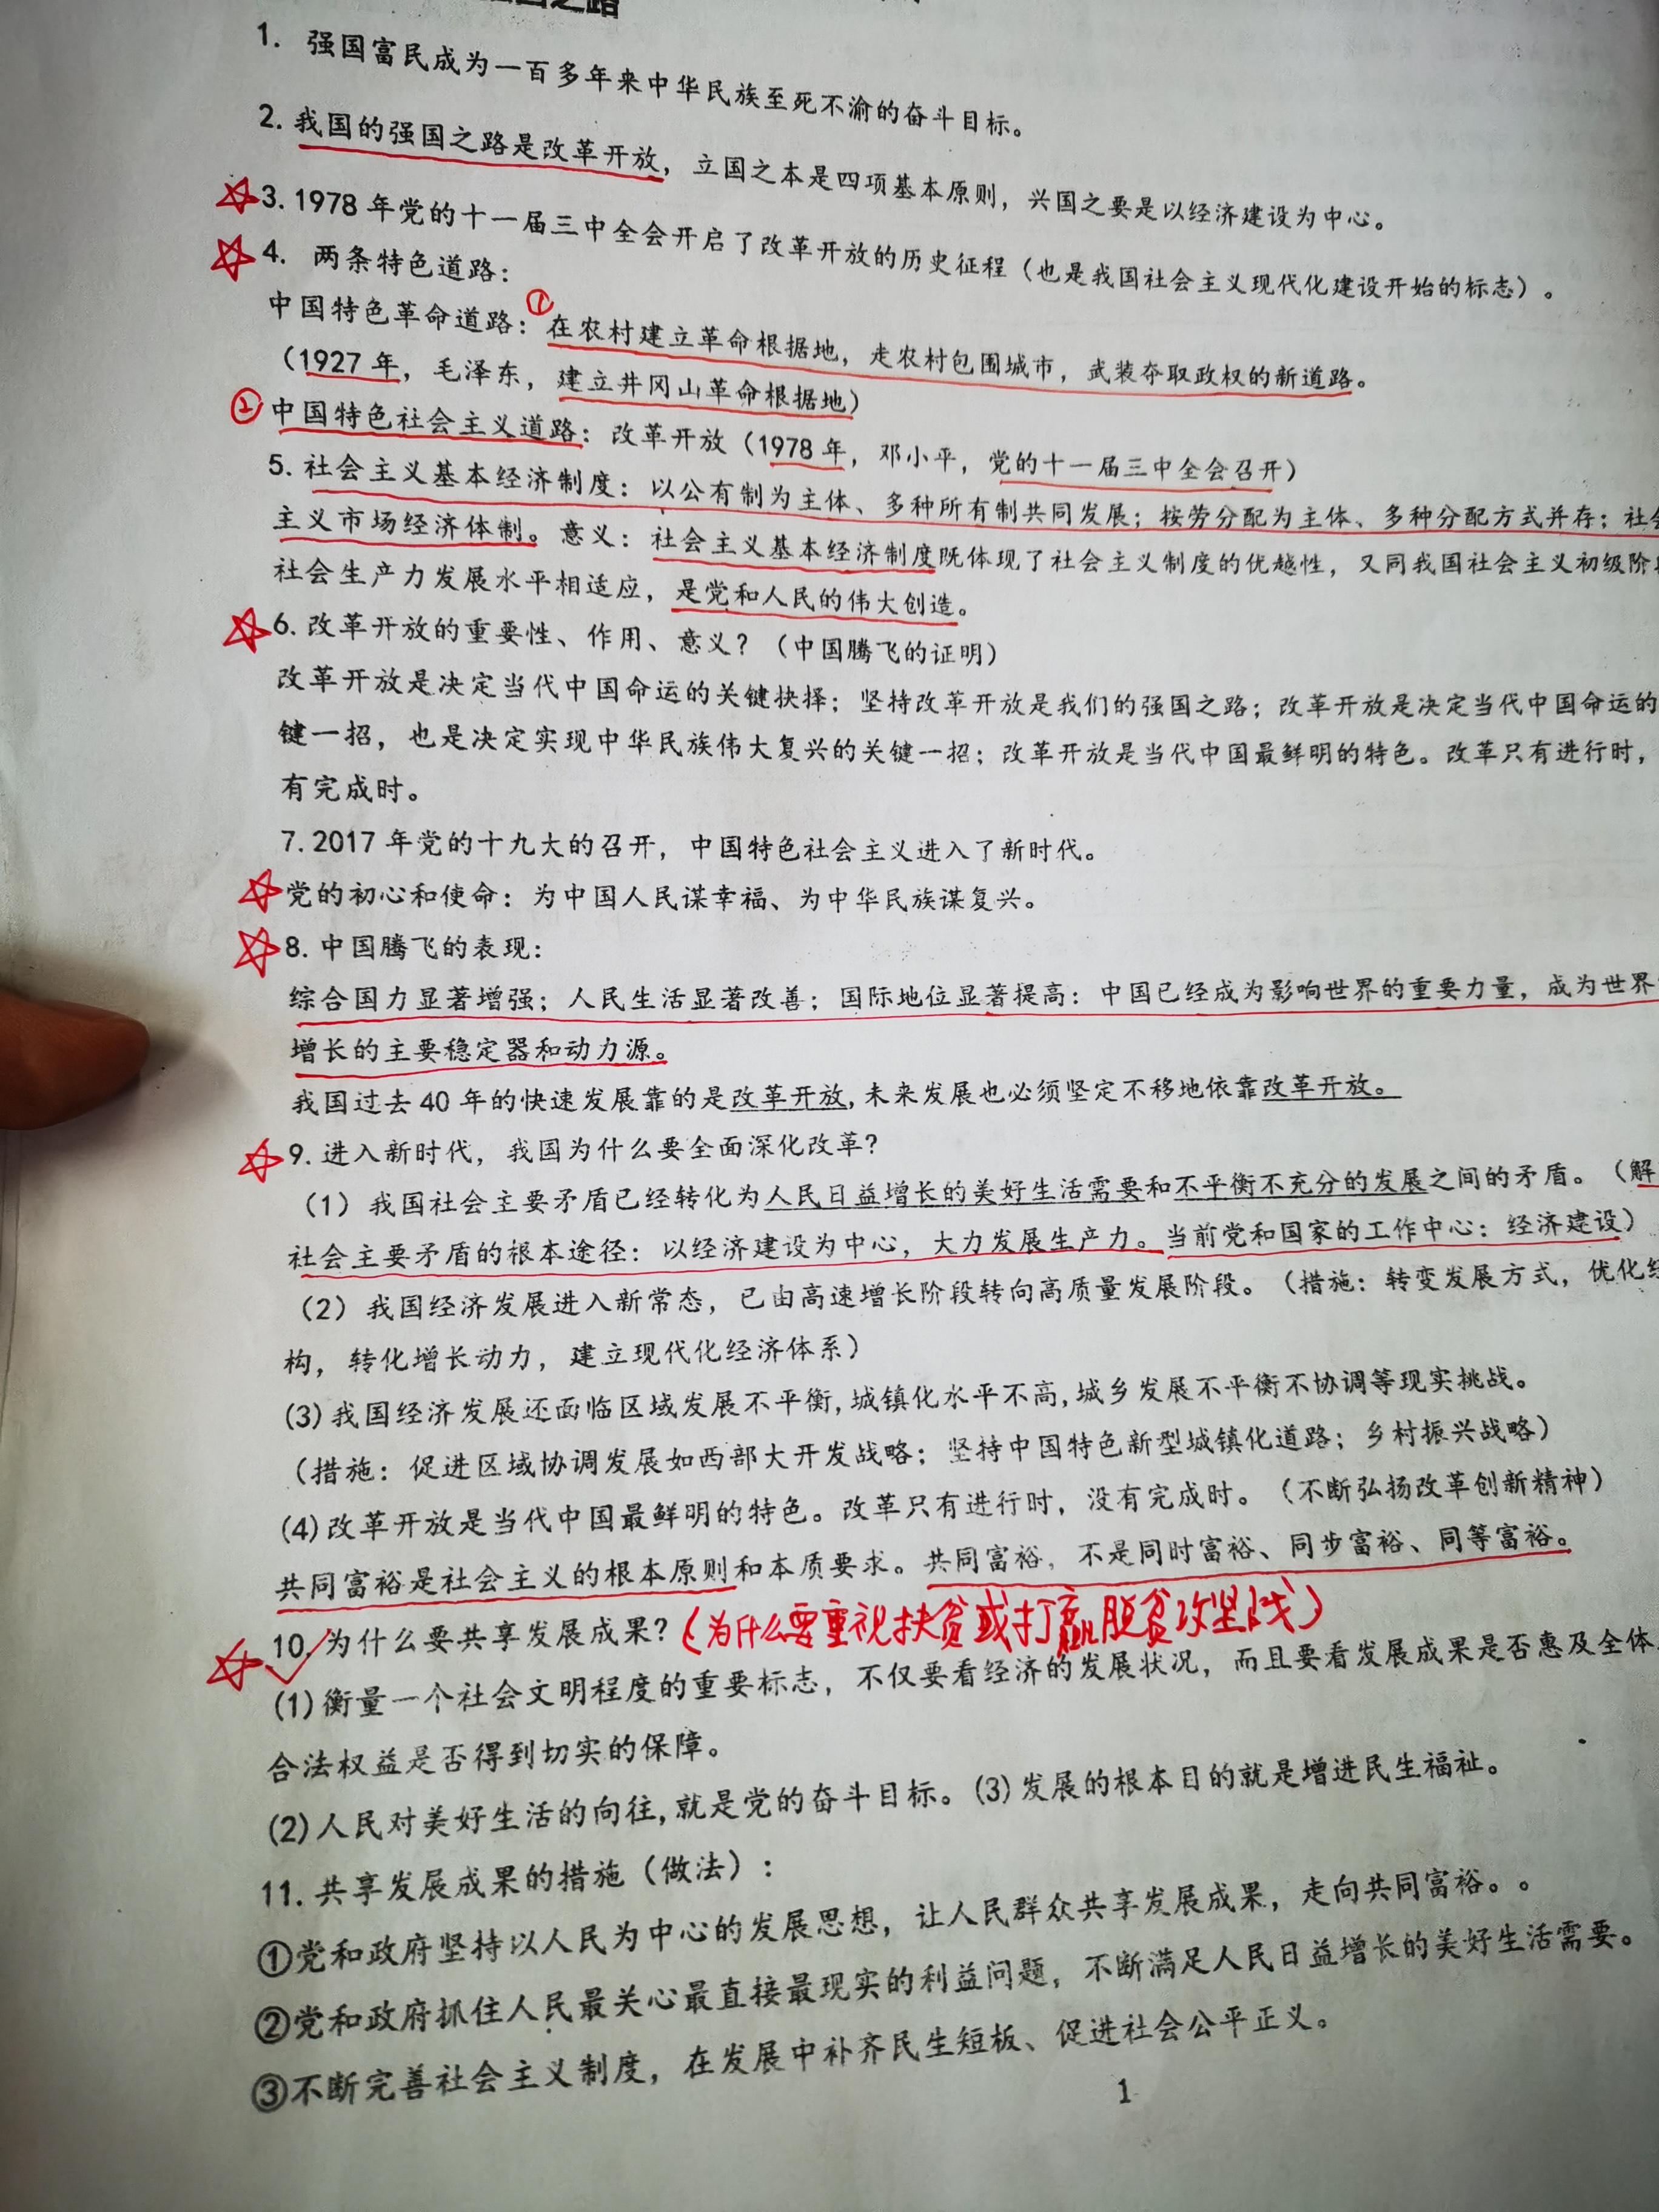 之路
1. 强国富民成为一百多年来中华民族至死不渝的奋斗目标。
2. 我国的强国之路是改革开放，立国之本是四项基本原则，兴国之要是以经济建设为中心。
3. 1978年党的十一届三中全会开启了改革开放的历史征程（也是我国社会主义现代化建设开始的标志）。
4. 两条特色道路：
中国特色革命道路：①在农村建立革命根据地，走农村包围城市，武装夺取政权的新道路。
（1927年，毛泽东，建立井冈山革命根据地）
②中国特色社会主义道路：改革开放（1978年，邓小平，党的十一届三中全会召开）
5. 社会主义基本经济制度：以公有制为主体、多种所有制共同发展；按劳分配为主体、多种分配方式并存；社会
主义市场经济体制。意义：社会主义基本经济制度既体现了社会主义制度的优越性，又同我国社会主义初级阶段
社会生产力发展水平相适应，是党和人民的伟大创造。
6. 改革开放的重要性、作用、意义？（中国腾飞的证明）
改革开放是决定当代中国命运的关键抉择；坚持改革开放是我们的强国之路；改革开放是决定当代中国命运的
键一招，也是决定实现中华民族伟大复兴的关键一招；改革开放是当代中国最鲜明的特色。改革只有进行时，
有完成时。
7. 2017年党的十九大的召开，中国特色社会主义进入了新时代。
党的初心和使命：为中国人民谋幸福、为中华民族谋复兴。
8. 中国腾飞的表现：
综合国力显著增强；人民生活显著改善；国际地位显著提高：中国已经成为影响世界的重要力量，成为世界
增长的主要稳定器和动力源。
我国过去40年的快速发展靠的是改革开放,未来发展也必须坚定不移地依靠改革开放。
9. 进入新时代，我国为什么要全面深化改革?
（1）我国社会主要矛盾已经转化为人民日益增长的美好生活需要和不平衡不充分的发展之间的矛盾。（解
社会主要矛盾的根本途径：以经济建设为中心，大力发展生产力。当前党和国家的工作中心：经济建设）
（2）我国经济发展进入新常态，已由高速增长阶段转向高质量发展阶段。（措施：转变发展方式，优化
构，转化增长动力，建立现代化经济体系）
(3)我国经济发展还面临区域发展不平衡,城镇化水平不高,城乡发展不平衡不协调等现实挑战。
（措施：促进区域协调发展如西部大开发战略；坚持中国特色新型城镇化道路；乡村振兴战略）
(4)改革开放是当代中国最鲜明的特色。改革只有进行时，没有完成时。（不断弘扬改革创新精神）
共同富裕是社会主义的根本原则和本质要求。共同富裕，不是同时富裕、同步富裕、同等富裕。
10.为什么要共享发展成果?（为什么要重视扶贫或打赢脱贫攻坚战）
(1)衡量一个社会文明程度的重要标志，不仅要看经济的发展状况，而且要看发展成果是否惠及全体
合法权益是否得到切实的保障。
(2)人民对美好生活的向往,就是党的奋斗目标。(3)发展的根本目的就是增进民生福祉。
11. 共享发展成果的措施（做法）：
①党和政府坚持以人民为中心的发展思想，让人民群众共享发展成果，走向共同富裕。。
②党和政府抓住人民最关心最直接最现实的利益问题，不断满足人民日益增长的美好生活需要。
③不断完善社会主义制度，在发展中补齐民生短板、促进社会公平正义。
1